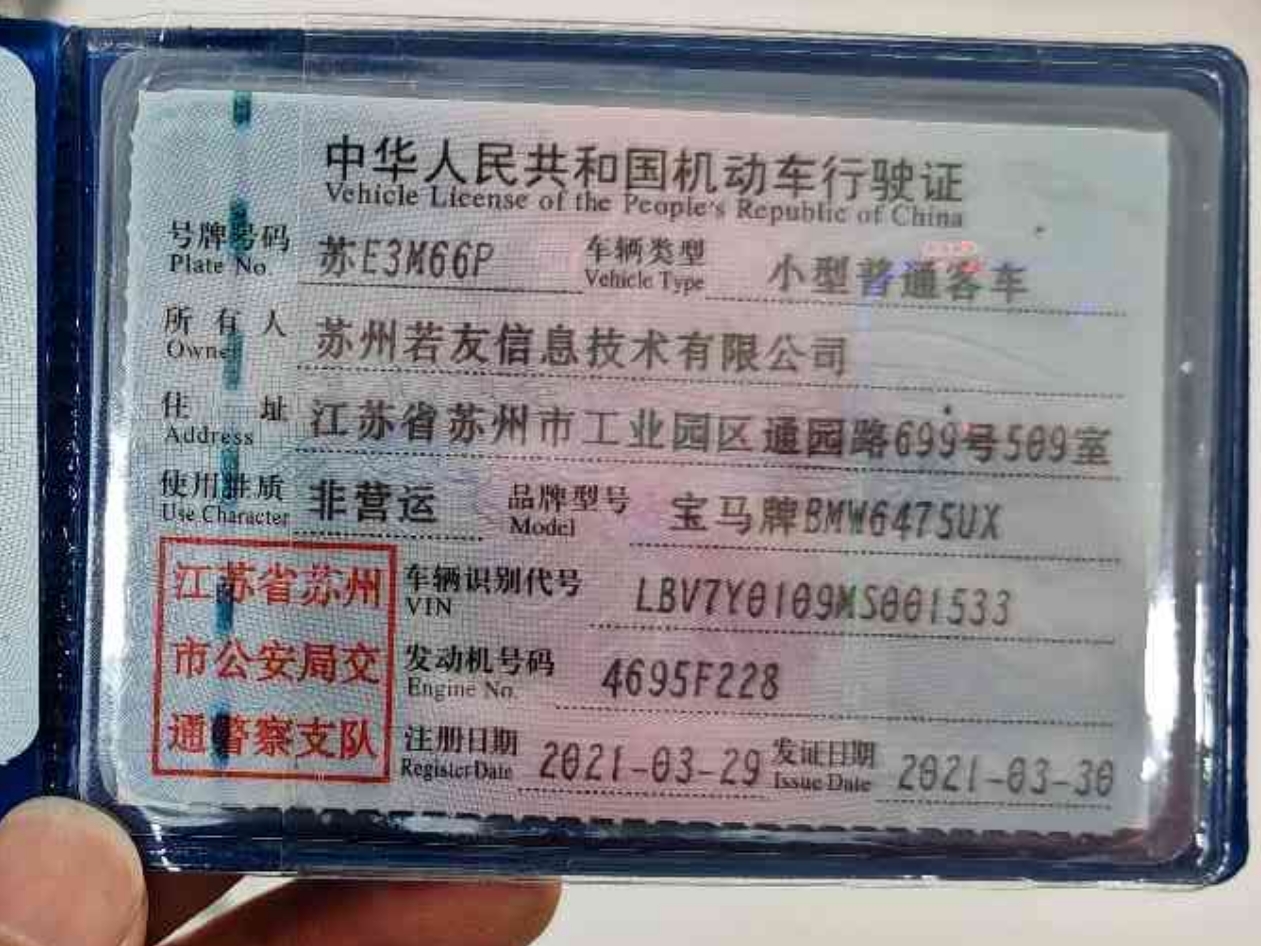 中华人民共和国机动车行驶证
Vehicle License of the People's Republic of China
号牌号码 苏E3M66P 车辆类型 小型普通客车
Plate No. Vehicle Type
所有人 苏州若友信息技术有限公司
Owner
住址 江苏省苏州市工业园区通园路699号509室
Address
使用性质 非营运 品牌型号 宝马牌BMW6475UX
Use Character Model
江苏省苏州
市公安局交
通警察支队
车辆识别代号 LBV7Y0109MS001533
VIN
发动机号码 4695F228
Engine No.
注册日期 2021-03-29 发证日期 2021-03-30
Register Date Issue Date